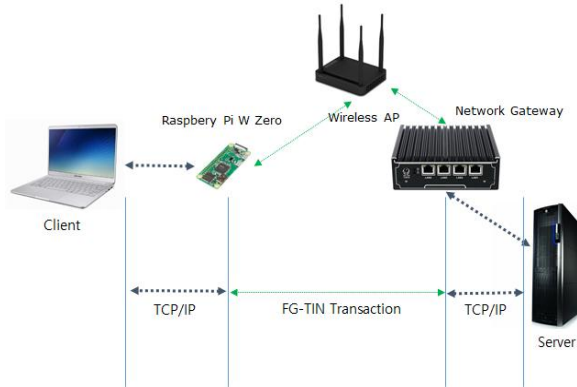 Raspbery Pi W Zero
Wireless AP
Network Gateway
Client
TCP/IP
FG-TIN Transaction
TCP/IP
Server